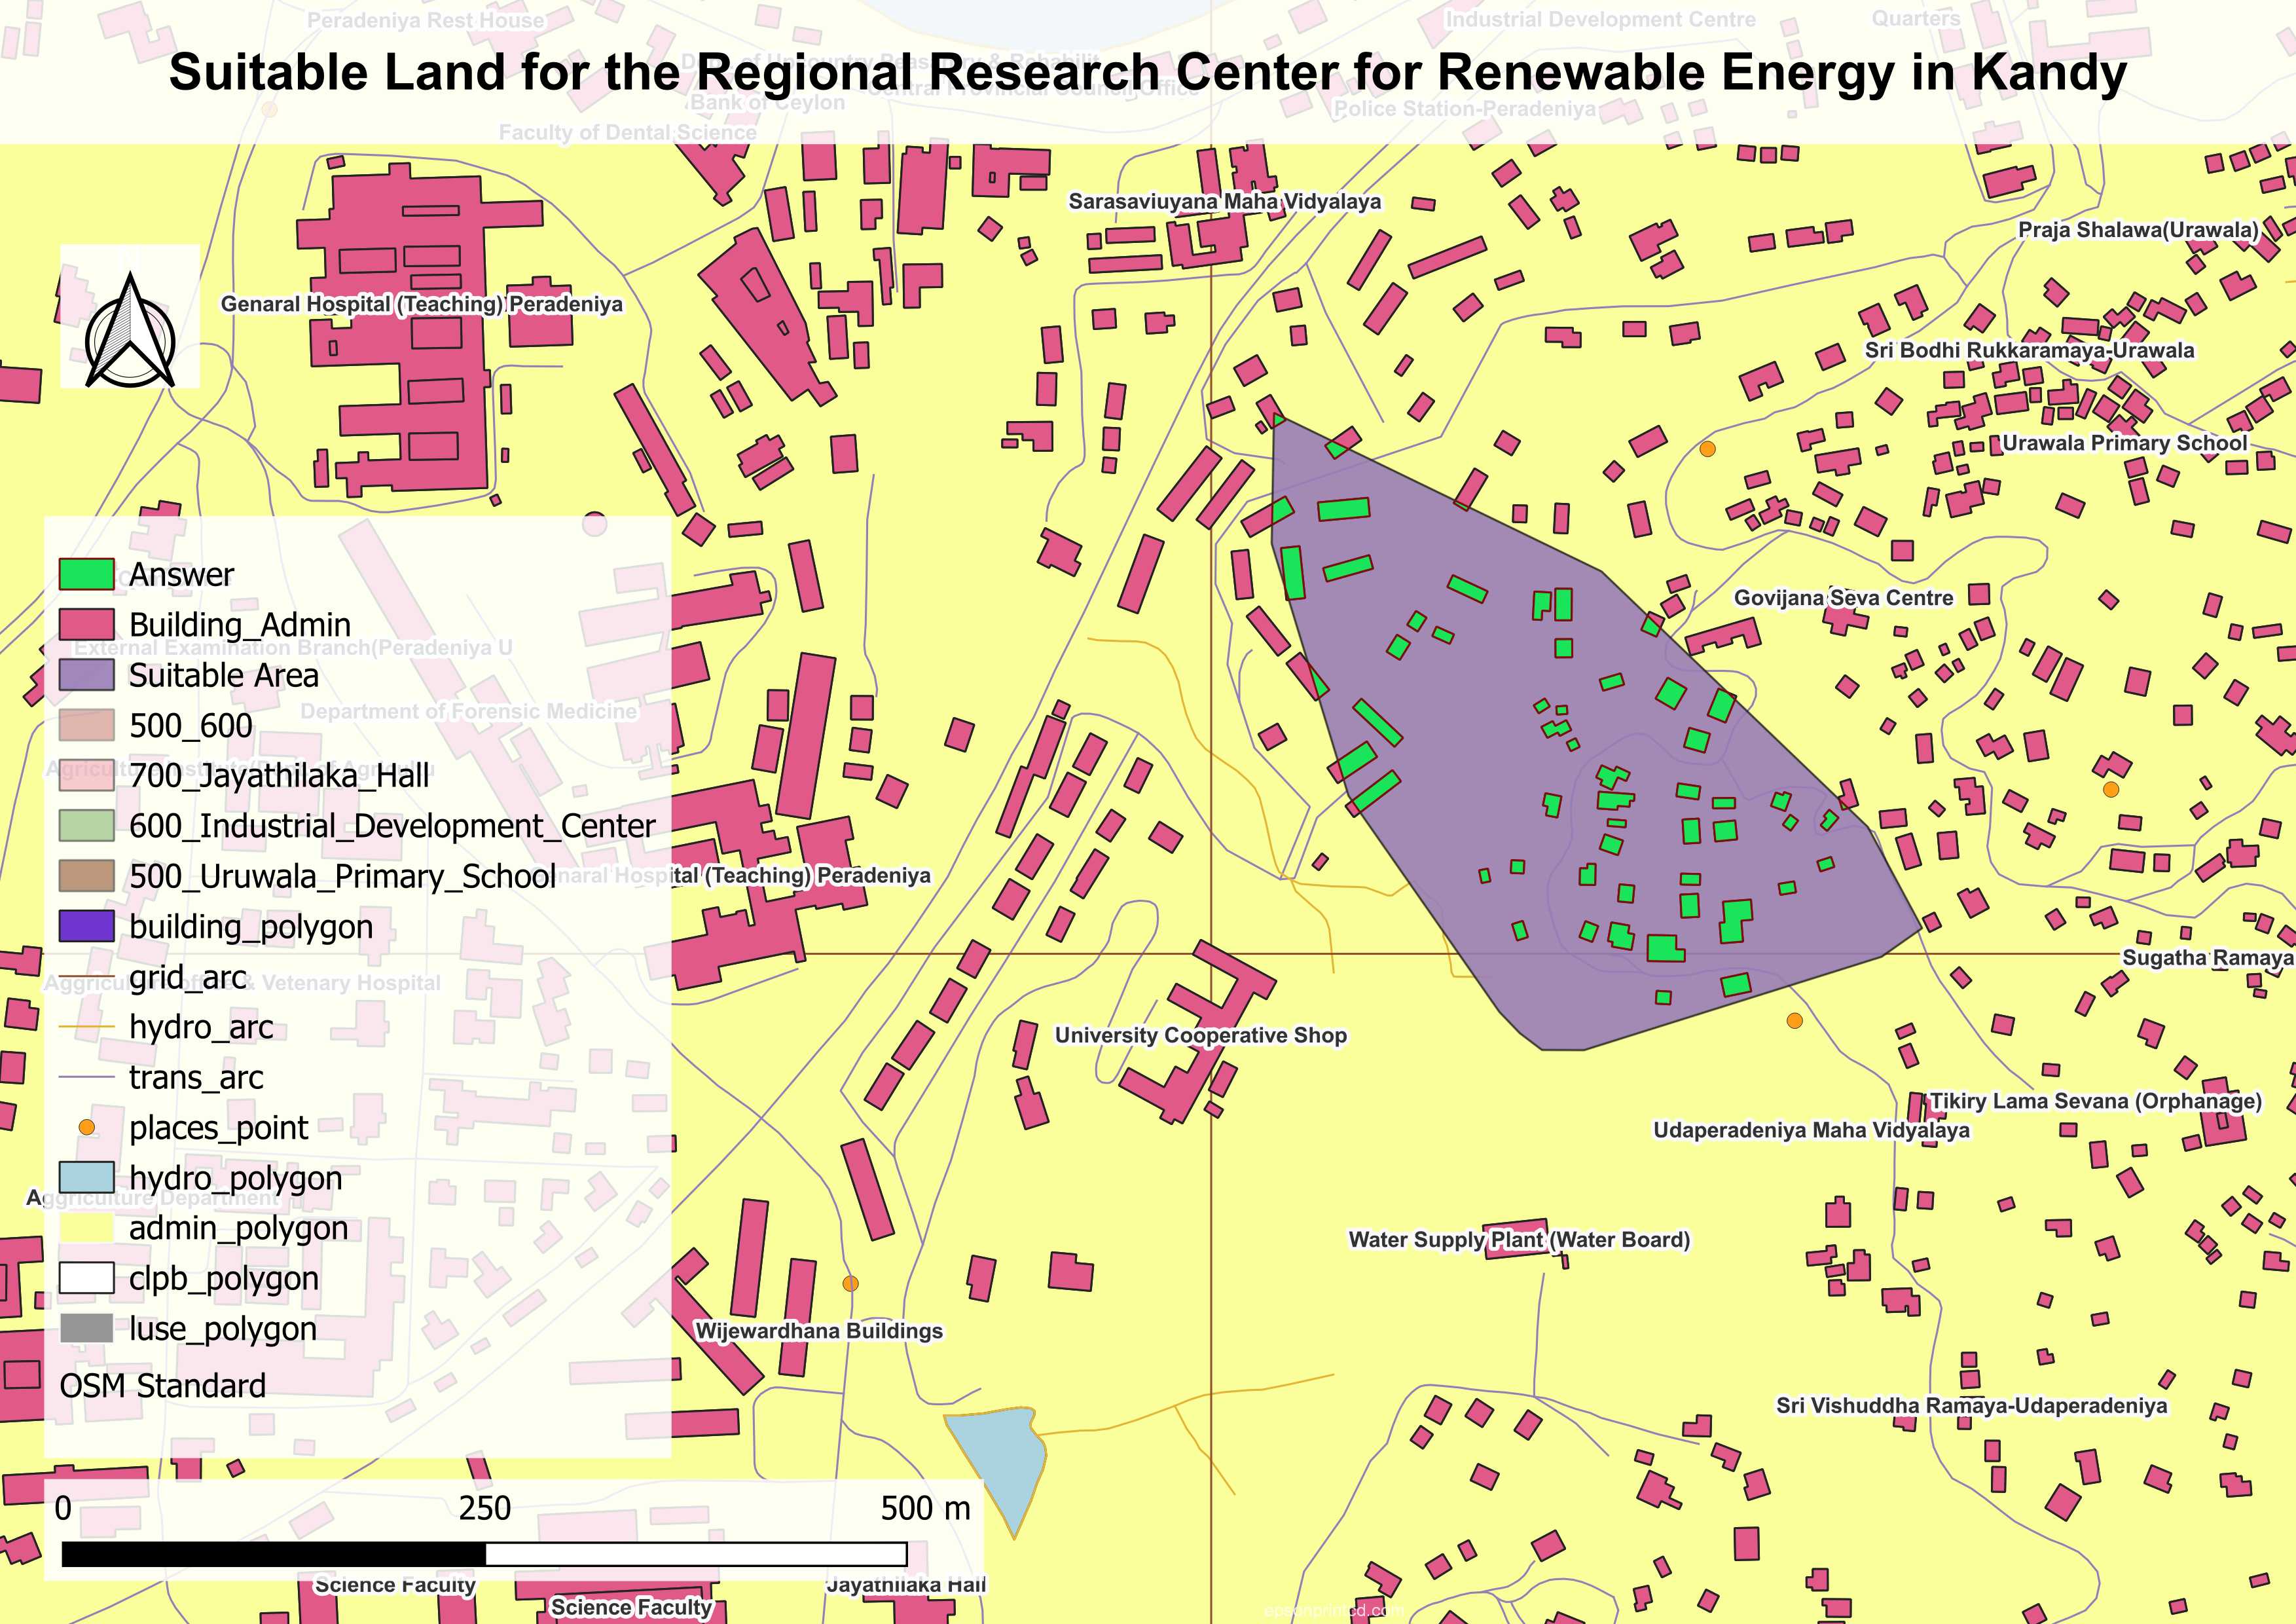 Peradeniya Rest House
Industrial Development Centre
Quarters
Suitable Land for the Regional Research Center for Renewable Energy in Kandy
Bank of Ceylon
Central Provincial Council Office
Police Station-Peradeniya
Faculty of Dental Science
Sarasaviuyana Maha Vidyalaya
Praja Shalawa(Urawala)
Genaral Hospital (Teaching) Peradeniya
Sri Bodhi Rukkaramaya-Urawala
Urawala Primary School
Answer
Govijana Seva Centre
Building_Admin
External Examination Branch(Peradeniya U
Suitable Area
Department of Forensic Medicine
500_600
700_Jayathilaka_Hall
600_Industrial_Development_Center
500_Uruwala_Primary_School
Genaral Hospital (Teaching) Peradeniya
building_polygon
Sugatha Ramaya
grid_arc
& Vetenary Hospital
hydro_arc
University Cooperative Shop
trans_arc
Tikiry Lama Sevana (Orphanage)
places_point
Udaperadeniya Maha Vidyalaya
hydro_polygon
Aggriculture Department
admin_polygon
Water Supply Plant (Water Board)
clpb_polygon
luse_polygon
Wijewardhana Buildings
OSM Standard
Sri Vishuddha Ramaya-Udaperadeniya
0 250 500 m
Science Faculty
Jayathilaka Hall
Science Faculty